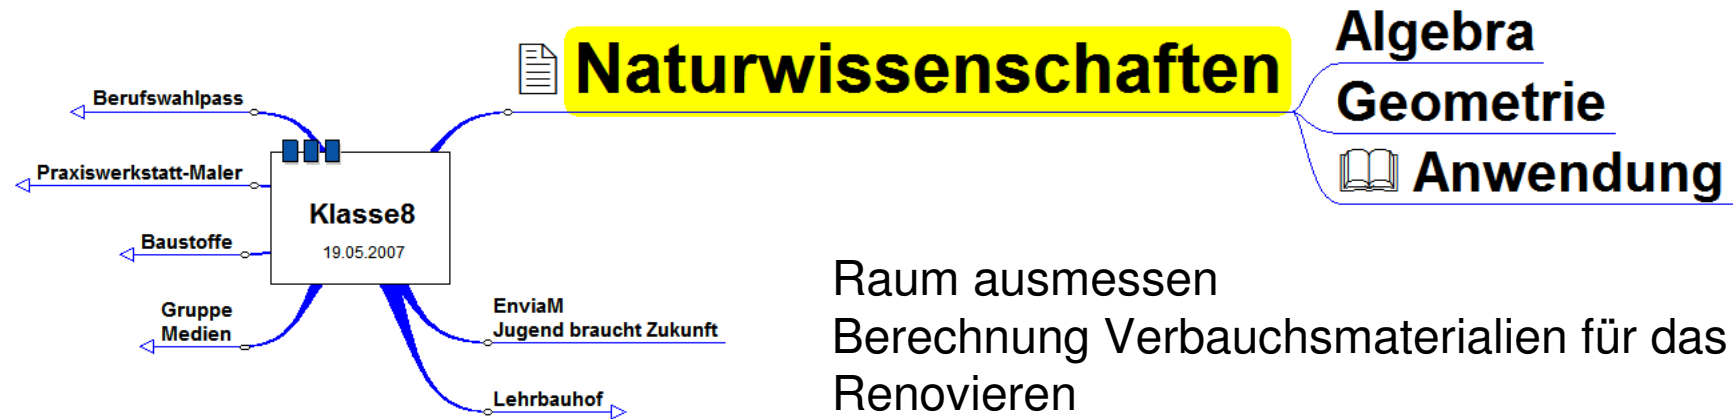 Naturwissenschaften
Algebra
Geometrie
Anwendung
Berufswahlpass
Praxiswerkstatt-Maler
Baustoffe
Gruppe
Medien
Klasse8
19.05.2007
EnviaM
Jugend braucht Zukunft
Lehrbauhof
Raum ausmessen
Berechnung Verbauchsmaterialien für das
Renovieren